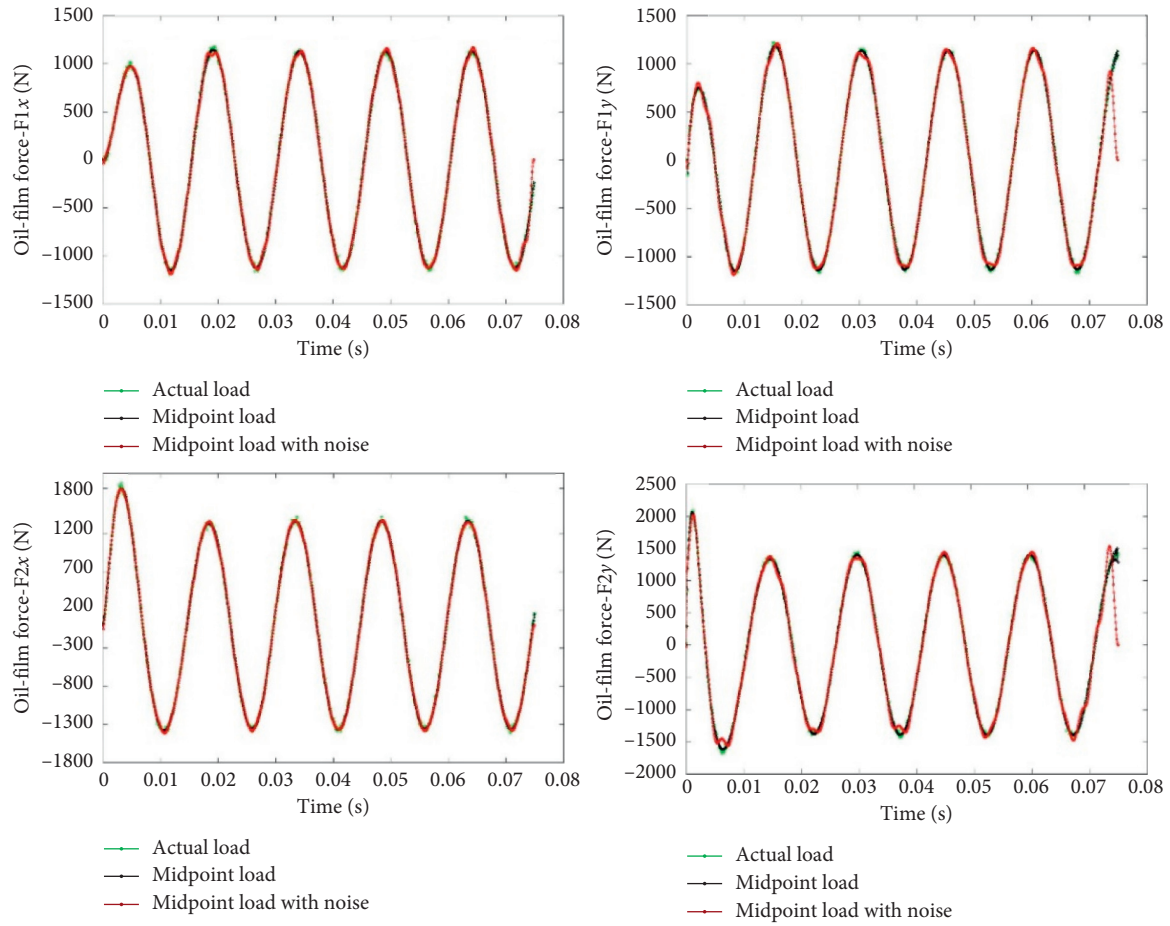 1500
1000
500
0
−500
−1000
−1500
Oil-film force-F1x (N)
0 0.01 0.02 0.03 0.04 0.05 0.06 0.07 0.08
Time (s)
Actual load
Midpoint load
Midpoint load with noise
1500
1000
500
0
−500
−1000
−1500
Oil-film force-F1y (N)
0 0.01 0.02 0.03 0.04 0.05 0.06 0.07 0.08
Time (s)
Actual load
Midpoint load
Midpoint load with noise
1800
1200
700
200
−300
−800
−1300
−1800
Oil-film force-F2x (N)
0 0.01 0.02 0.03 0.04 0.05 0.06 0.07 0.08
Time (s)
Actual load
Midpoint load
Midpoint load with noise
2500
2000
1500
1000
500
0
−500
−1000
−1500
−2000
Oil-film force-F2y (N)
0 0.01 0.02 0.03 0.04 0.05 0.06 0.07 0.08
Time (s)
Actual load
Midpoint load
Midpoint load with noise